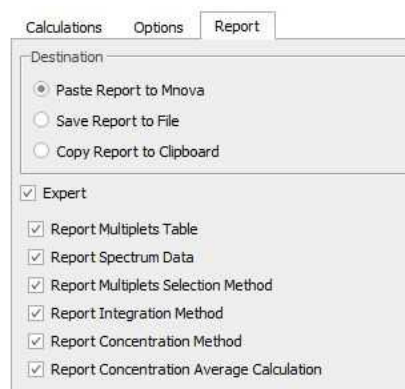 Calculations Options Report
Destination
Paste Report to Mnova
Save Report to File
Copy Report to Clipboard
Expert
Report Multiplets Table
Report Spectrum Data
Report Multiplets Selection Method
Report Integration Method
Report Concentration Method
Report Concentration Average Calculation